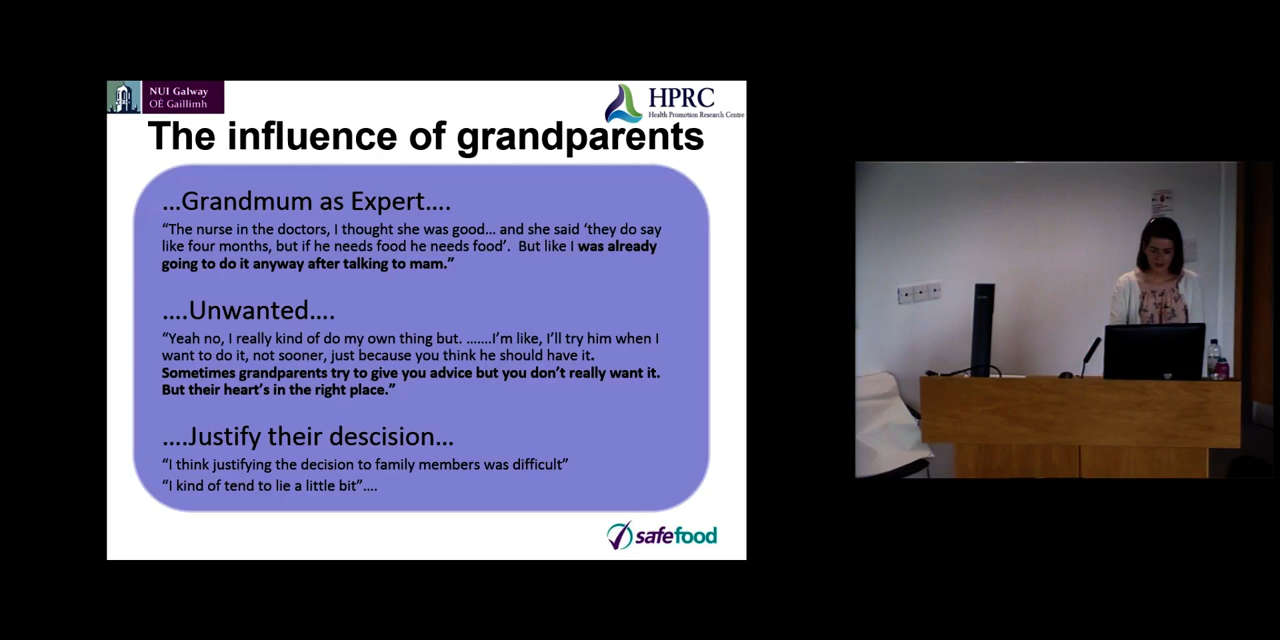 NUI Galway
OÉ Gaillimh
HPRC
Health Promotion Research Centre
The influence of grandparents
...Grandmum as Expert....
“The nurse in the doctors, I thought she was good... and she said ‘they do say
like four months, but if he needs food he needs food’. But like I was already
going to do it anyway after talking to mam.”
....Unwanted....
“Yeah no, I really kind of do my own thing but. .......I’m like, I’ll try him when I
want to do it, not sooner, just because you think he should have it.
Sometimes grandparents try to give you advice but you don’t really want it.
But their heart’s in the right place.”
....Justify their descision...
“I think justifying the decision to family members was difficult”
“I kind of tend to lie a little bit”....
safefood